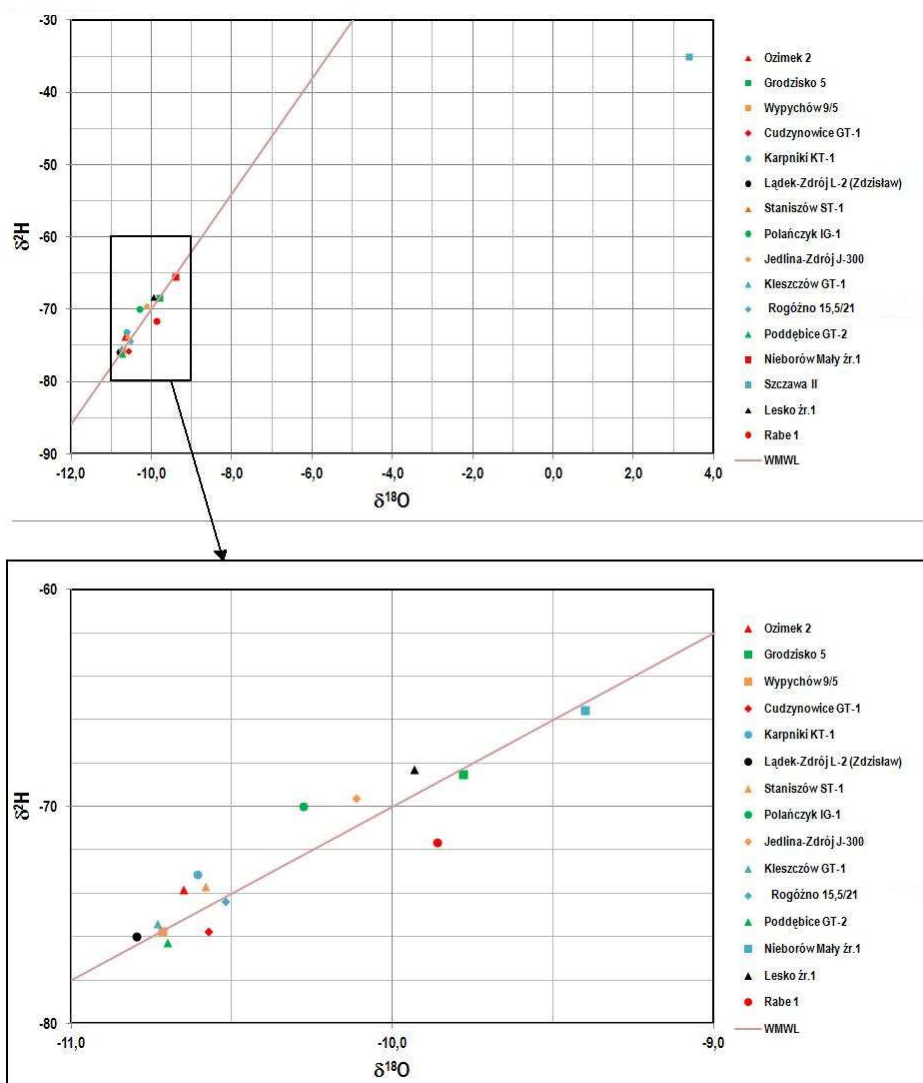 -30
-40
-50
-60
-70
-80
-90
δ²H
-12,0 -10,0 -8,0 -6,0 -4,0 -2,0 0,0 2,0 4,0
δ¹⁸O
Ozimek 2
Grodzisko 5
Wypychów 9/5
Cudzynowice GT-1
Karpniki KT-1
Lądek-Zdrój L-2 (Zdzisław)
Staniszów ST-1
Polańczyk IG-1
Jedlina-Zdrój J-300
Kleszczów GT-1
Rogóźno 15,5/21
Poddębice GT-2
Nieborów Mały źr.1
Szczawa II
Lesko źr.1
Rabe 1
WMWL
-60
-70
-80
δ²H
-11,0 -10,0 -9,0
δ¹⁸O
Ozimek 2
Grodzisko 5
Wypychów 9/5
Cudzynowice GT-1
Karpniki KT-1
Lądek-Zdrój L-2 (Zdzisław)
Staniszów ST-1
Polańczyk IG-1
Jedlina-Zdrój J-300
Kleszczów GT-1
Rogóźno 15,5/21
Poddębice GT-2
Nieborów Mały źr.1
Lesko źr.1
Rabe 1
WMWL